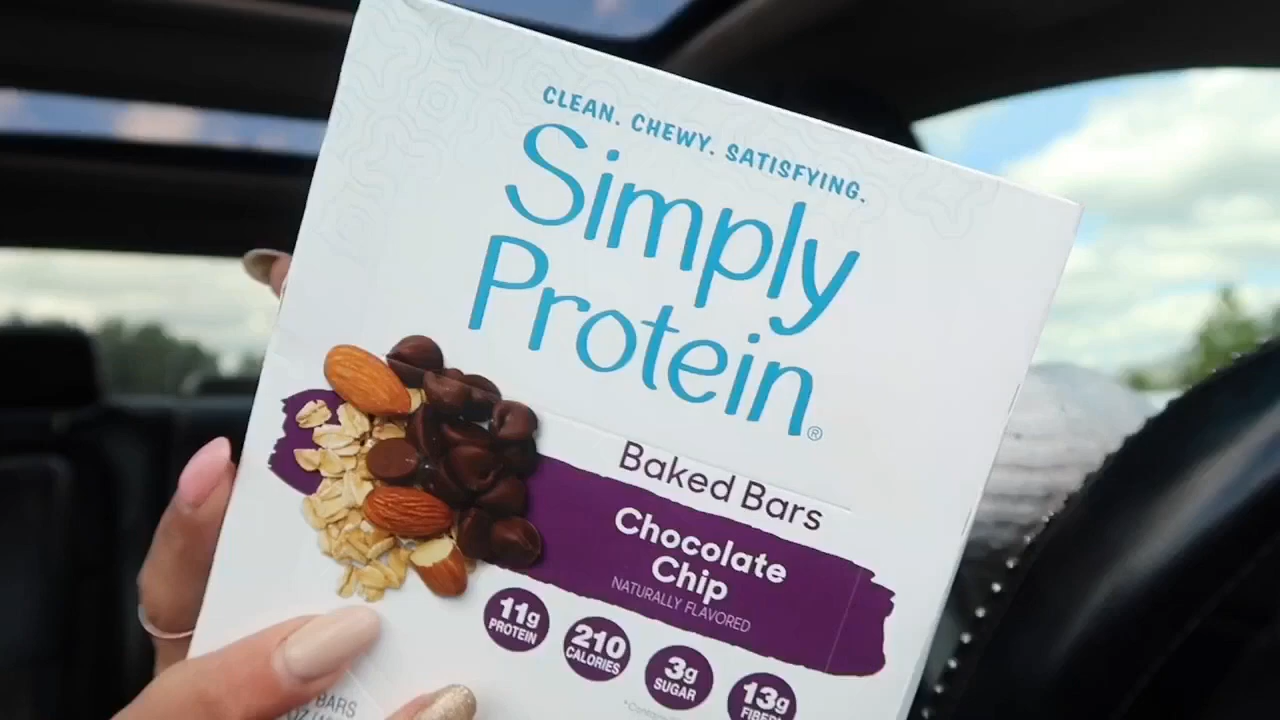 CLEAN. CHEWY. SATISFYING.
Simply
Protein®
Baked Bars
Chocolate
Chip
NATURALLY FLAVORED
11g
PROTEIN
210
CALORIES
3g
SUGAR
13g
FIBER
BARS